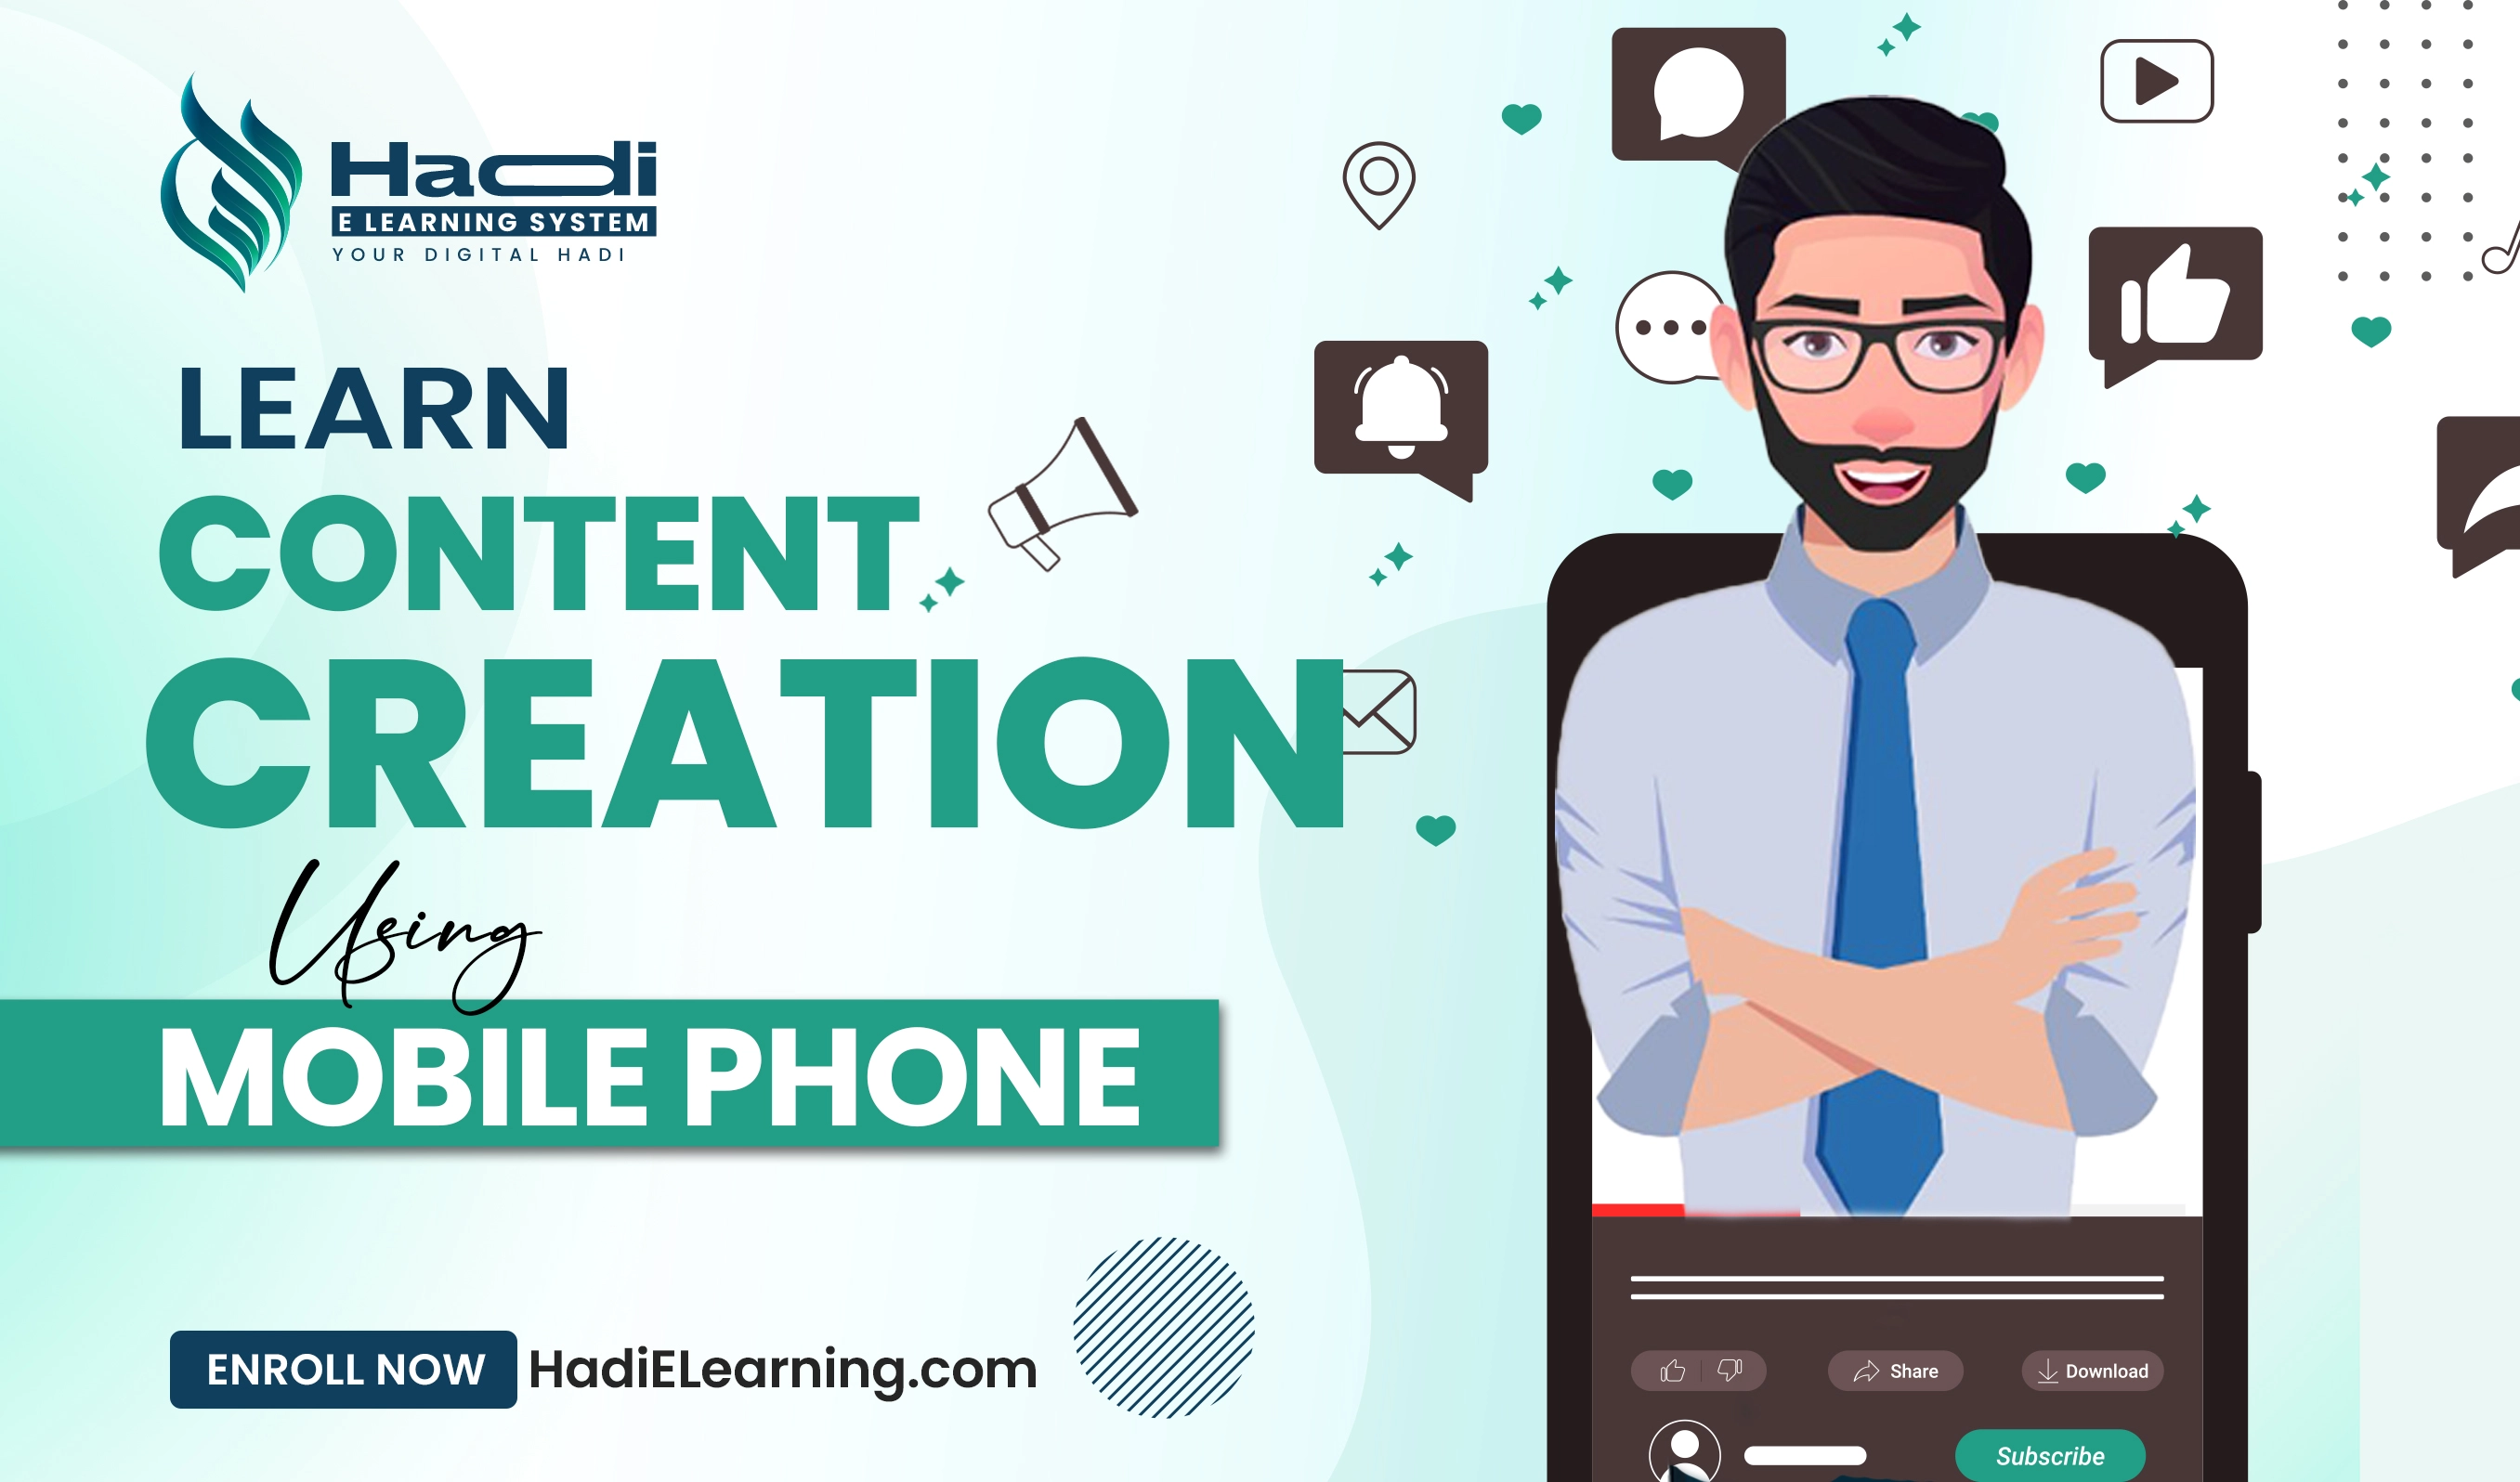 Hadi
E LEARNING SYSTEM
YOUR DIGITAL HADI
LEARN
CONTENT
CREATION
Using
MOBILE PHONE
ENROLL NOW HadiELearning.com
Share Download
Subscribe